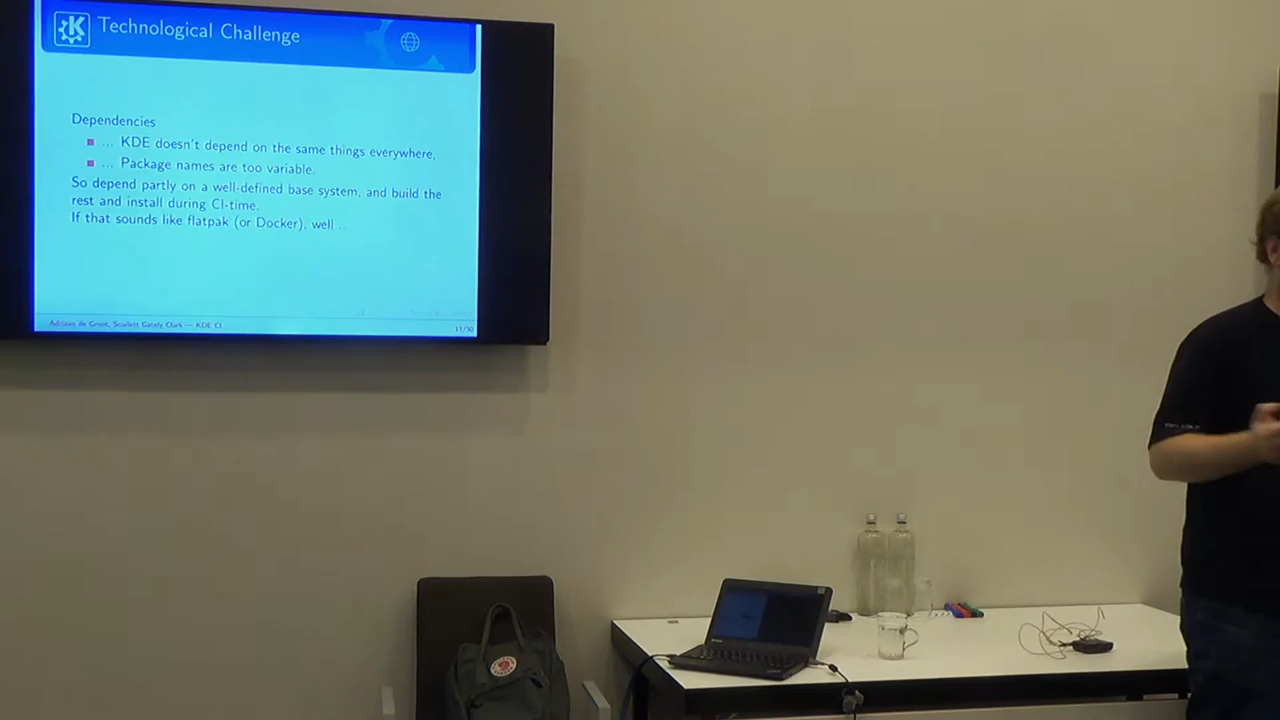 Technological Challenge
Dependencies
... KDE doesn't depend on the same things everywhere,
... Package names are too variable.
So depend partly on a well-defined base system, and build the
rest and install during CI-time.
If that sounds like flatpak (or Docker), well ...
Adriaan de Groot, Scarlett Gately Clark — KDE CI
11/30